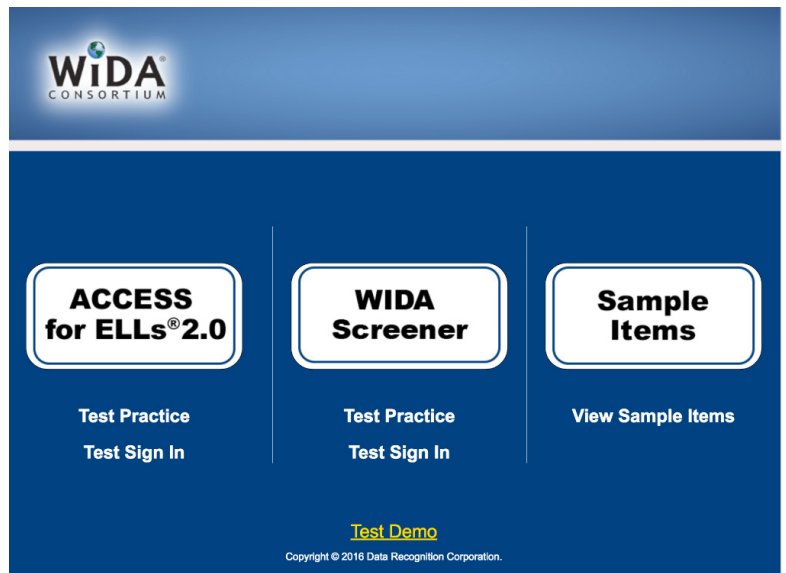 WiDA®
CONSORTIUM
ACCESS
for ELLs®2.0
Test Practice
Test Sign In
WIDA
Screener
Test Practice
Test Sign In
Sample
Items
View Sample Items
Test Demo
Copyright © 2016 Data Recognition Corporation.